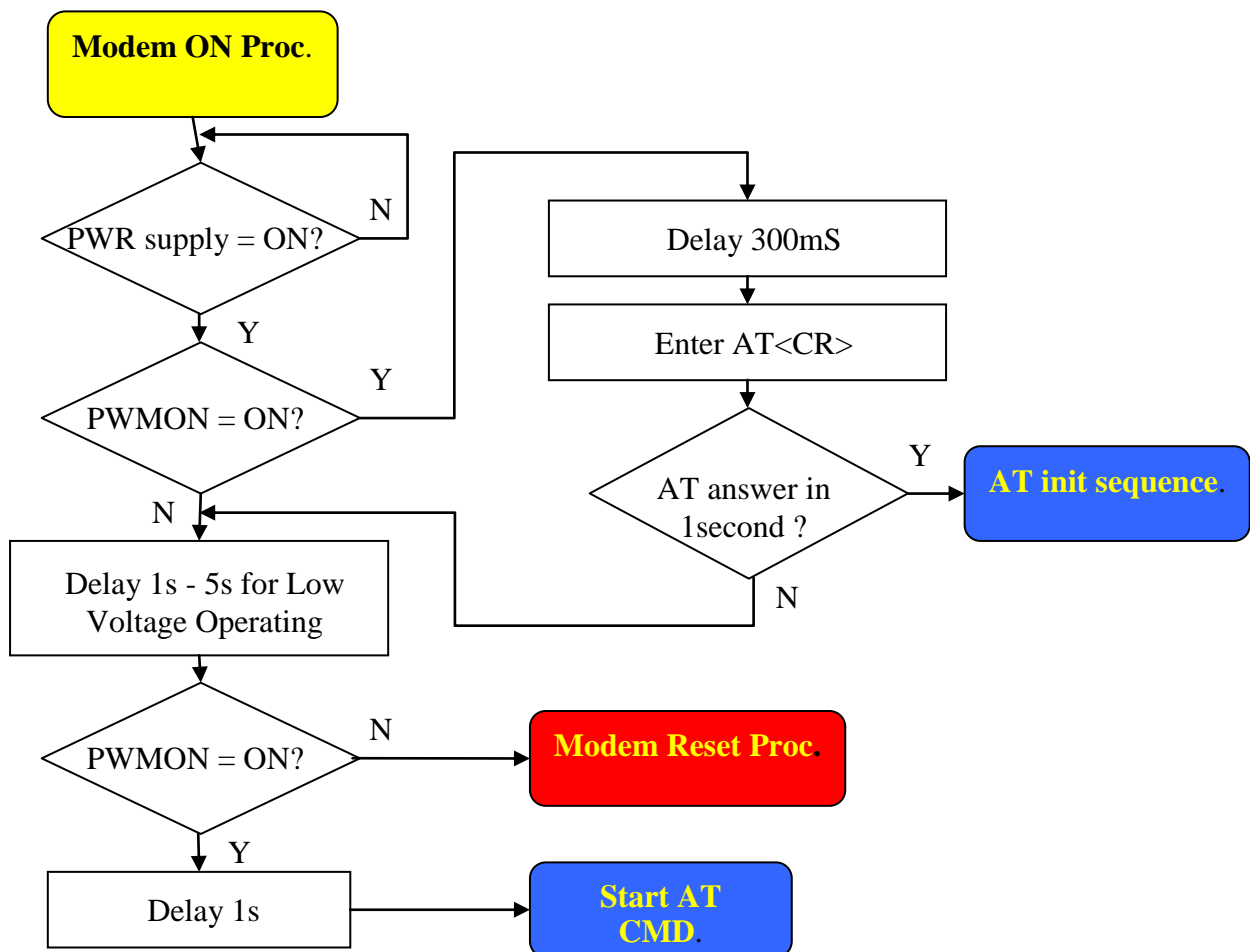 Modem ON Proc.
N
PWR supply = ON?
Y
Y
PWMON = ON?
N
Delay 300mS
Enter AT<CR>
Y
AT answer in
1second ?
AT init sequence.
N
Delay 1s - 5s for Low
Voltage Operating
N
PWMON = ON?
Modem Reset Proc.
Y
Delay 1s
Start AT
CMD.